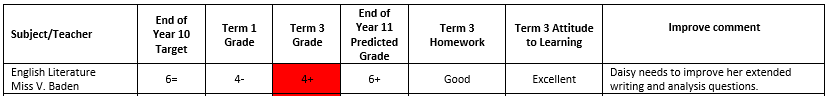 Subject/Teacher
End of
Year 10
Target
Term 1
Grade
Term 3
Grade
End of
Year 11
Predicted
Grade
Term 3
Homework
Term 3 Attitude
to Learning
Improve comment
English Literature
Miss V. Baden
6=
4-
4+
6+
Good
Excellent
Daisy needs to improve her extended
writing and analysis questions.